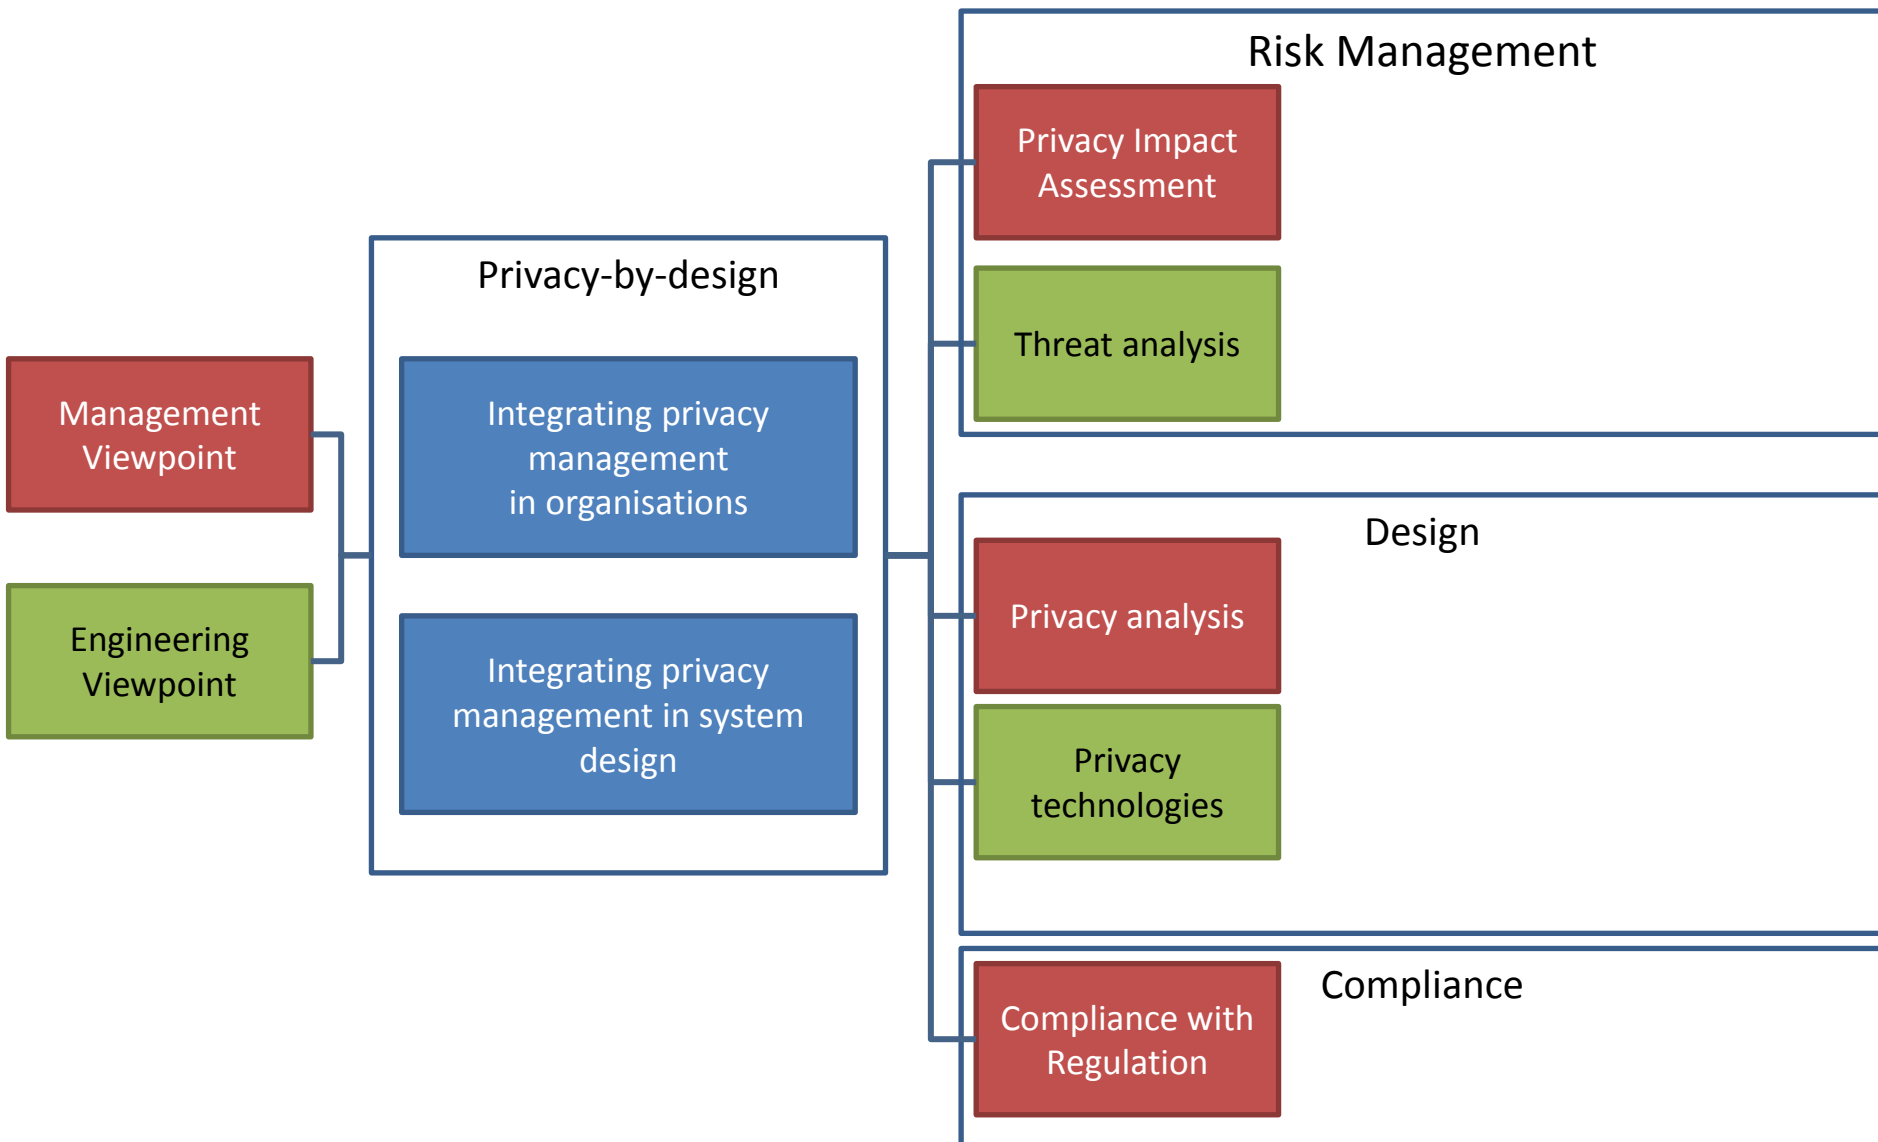 Management
Viewpoint
Engineering
Viewpoint
Privacy-by-design
Integrating privacy
management
in organisations
Integrating privacy
management in system
design
Risk Management
Privacy Impact
Assessment
Threat analysis
Design
Privacy analysis
Privacy
technologies
Compliance
Compliance with
Regulation